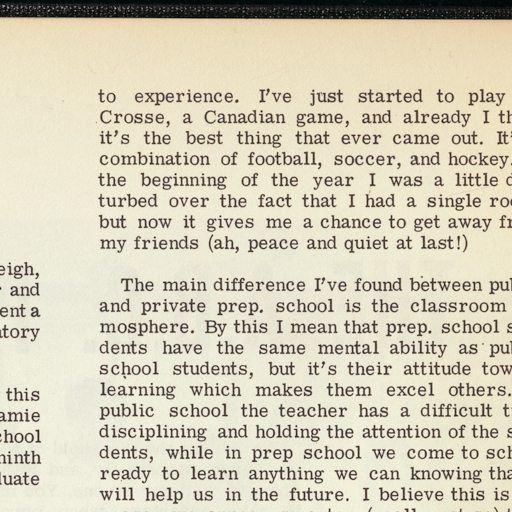 eigh,
and
ent a
atory
this
amie
chool
ninth
luate
to experience. I've just started to play
Crosse, a Canadian game, and already I th
it's the best thing that ever came out. It'
combination of football, soccer, and hockey.
the beginning of the year I was a little d
turbed over the fact that I had a single roo
but now it gives me a chance to get away fr
my friends (ah, peace and quiet at last!)
The main difference I've found between pub
and private prep. school is the classroom
mosphere. By this I mean that prep. school s
dents have the same mental ability as pub
school students, but it's their attitude tow
learning which makes them excel others.
public school the teacher has a difficult t
disciplining and holding the attention of the s
dents, while in prep school we come to sch
ready to learn anything we can knowing tha
will help us in the future. I believe this is